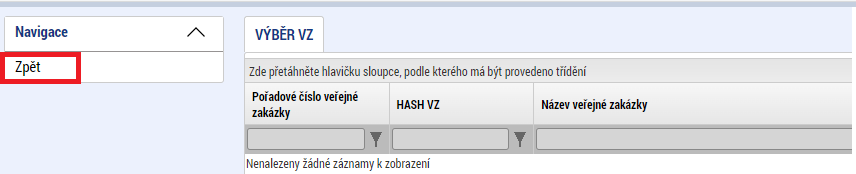 Navigace
Zpět
VÝBĚR VZ
Zde přetáhněte hlavičku sloupce, podle kterého má být provedeno třídění
Pořadové číslo veřejné zakázky
HASH VZ
Název veřejné zakázky
Nenalezeny žádné záznamy k zobrazení